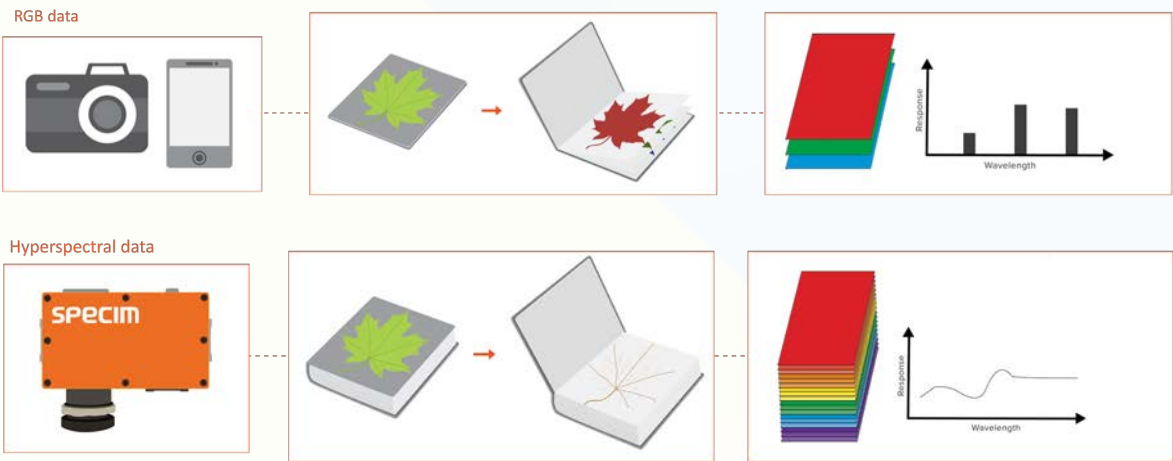 RGB data
Response
Wavelength
Hyperspectral data
SPECIM
Response
Wavelength